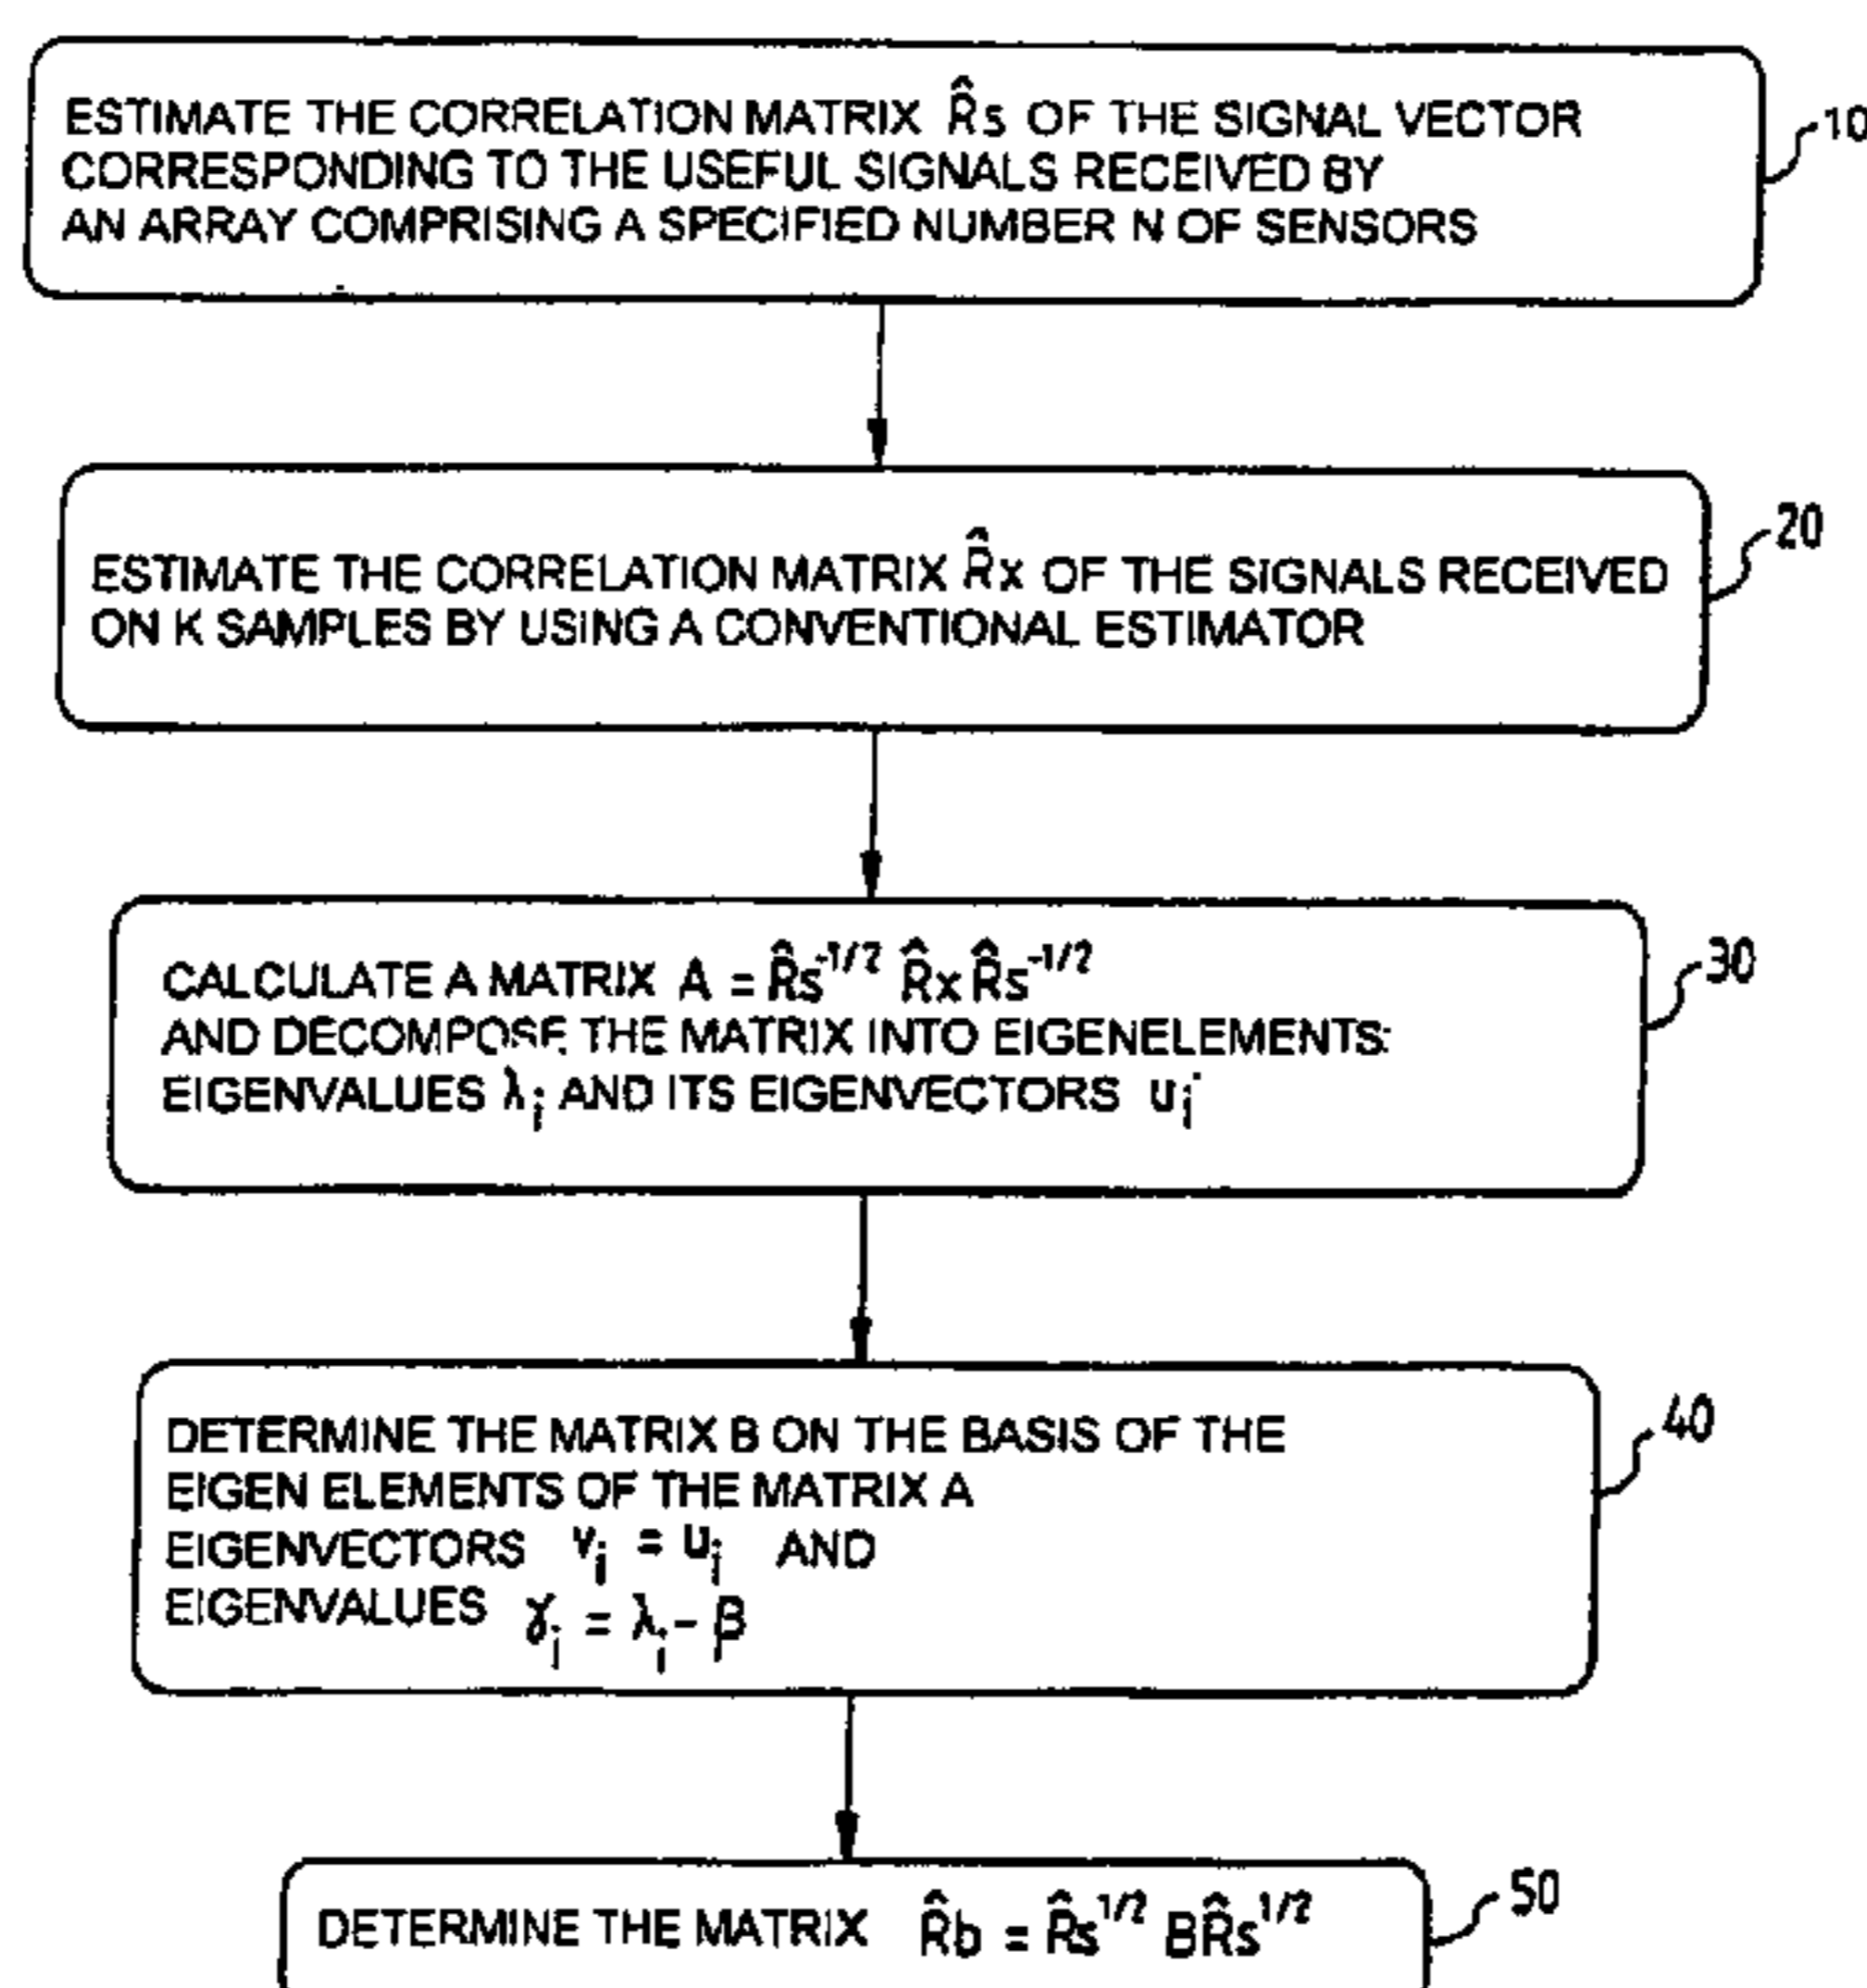 ESTIMATE THE CORRELATION MATRIX R̂s OF THE SIGNAL VECTOR
CORRESPONDING TO THE USEFUL SIGNALS RECEIVED BY
AN ARRAY COMPRISING A SPECIFIED NUMBER N OF SENSORS
10
ESTIMATE THE CORRELATION MATRIX R̂x OF THE SIGNALS RECEIVED
ON K SAMPLES BY USING A CONVENTIONAL ESTIMATOR
20
CALCULATE A MATRIX A = R̂s^-1/2 R̂x R̂s^-1/2
AND DECOMPOSE THE MATRIX INTO EIGENELEMENTS:
EIGENVALUES λi AND ITS EIGENVECTORS ui
30
DETERMINE THE MATRIX B ON THE BASIS OF THE
EIGEN ELEMENTS OF THE MATRIX A
EIGENVECTORS vi = ui AND
EIGENVALUES γi = λi - β
40
DETERMINE THE MATRIX R̂b = R̂s^1/2 B R̂s^1/2
50